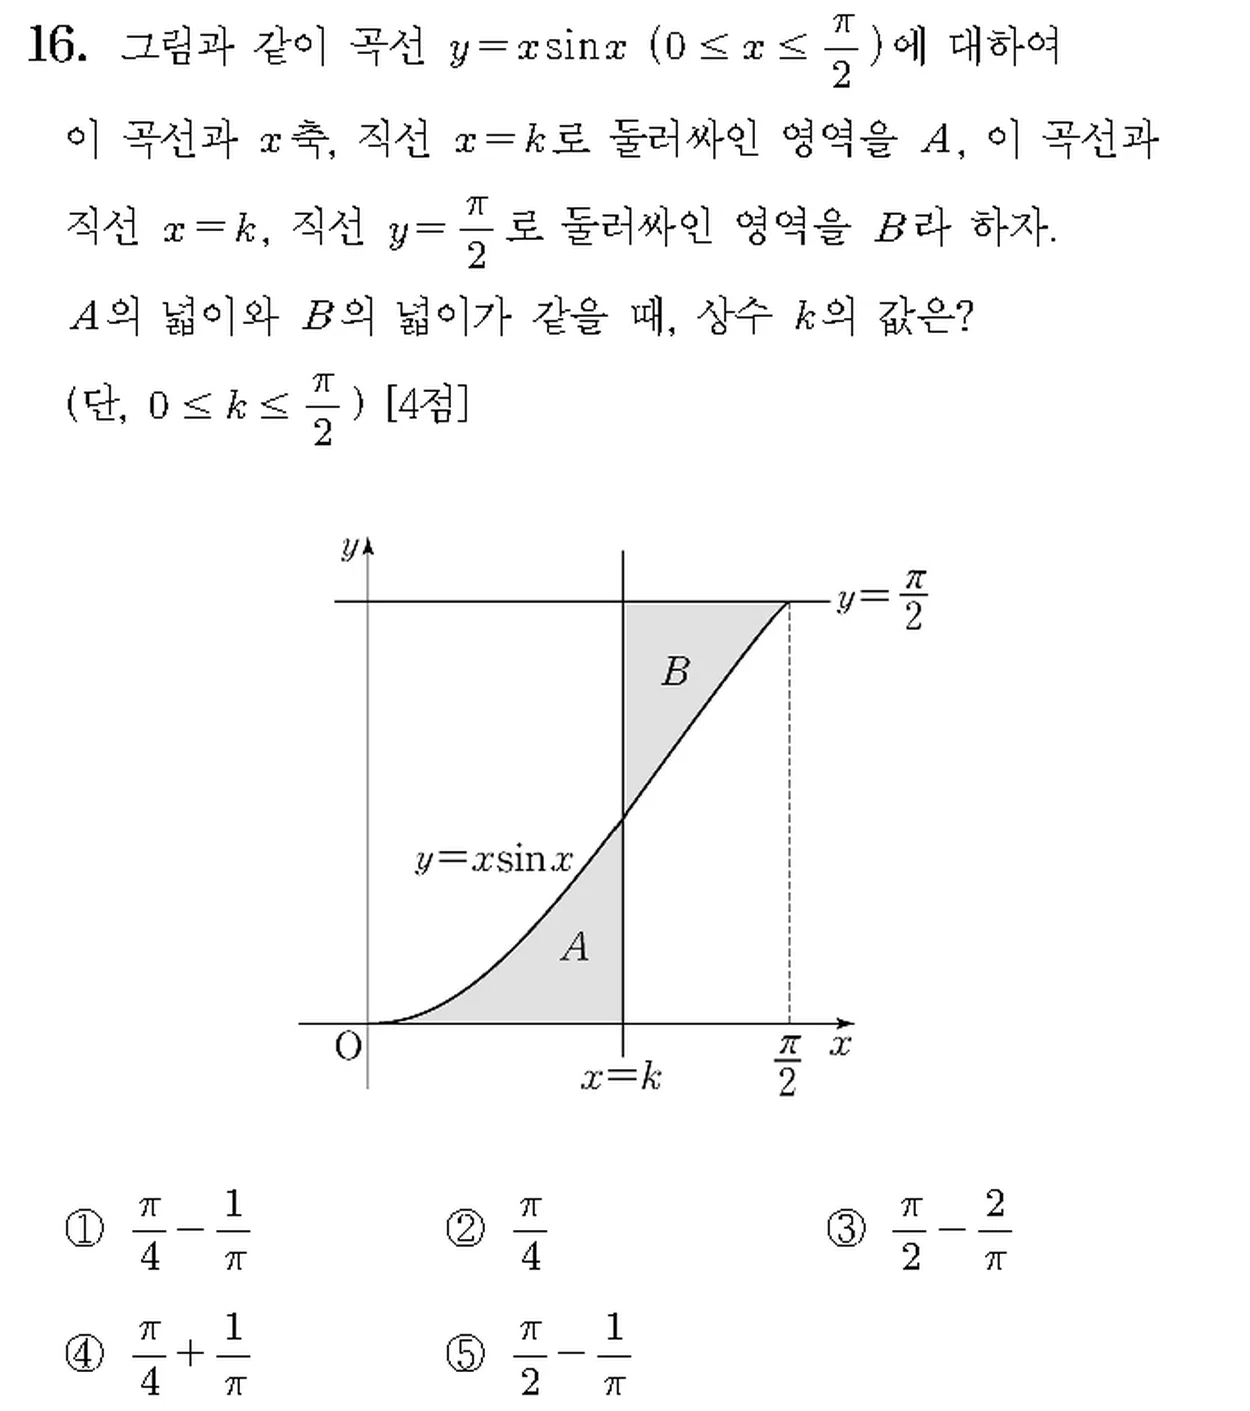 16. 그림과 같이 곡선 y=xsinx (0≤x≤π/2)에 대하여
이 곡선과 x축, 직선 x=k로 둘러싸인 영역을 A, 이 곡선과
직선 x=k, 직선 y=π/2로 둘러싸인 영역을 B라 하자.
A의 넓이와 B의 넓이가 같을 때, 상수 k의 값은?
(단, 0≤k≤π/2) [4점]
y
y=π/2
B
y=xsinx
A
O
π/2
x
x=k
① π/4-1/π ② π/4 ③ π/2-2/π
④ π/4+1/π ⑤ π/2-1/π